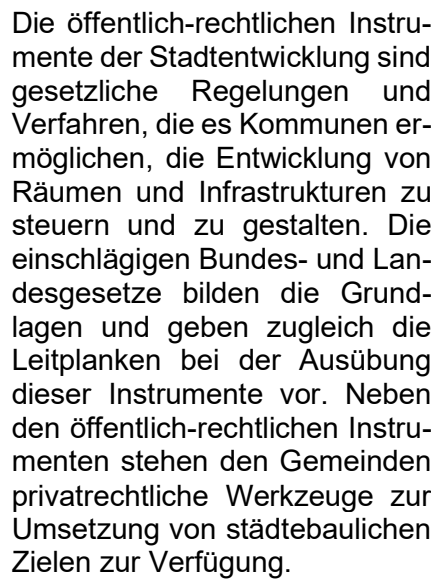 Die öffentlich-rechtlichen Instru-
mente der Stadtentwicklung sind
gesetzliche Regelungen und
Verfahren, die es Kommunen er-
möglichen, die Entwicklung von
Räumen und Infrastrukturen zu
steuern und zu gestalten. Die
einschlägigen Bundes- und Lan-
desgesetze bilden die Grund-
lagen und geben zugleich die
Leitplanken bei der Ausübung
dieser Instrumente vor. Neben
den öffentlich-rechtlichen Instru-
menten stehen den Gemeinden
privatrechtliche Werkzeuge zur
Umsetzung von städtebaulichen
Zielen zur Verfügung.